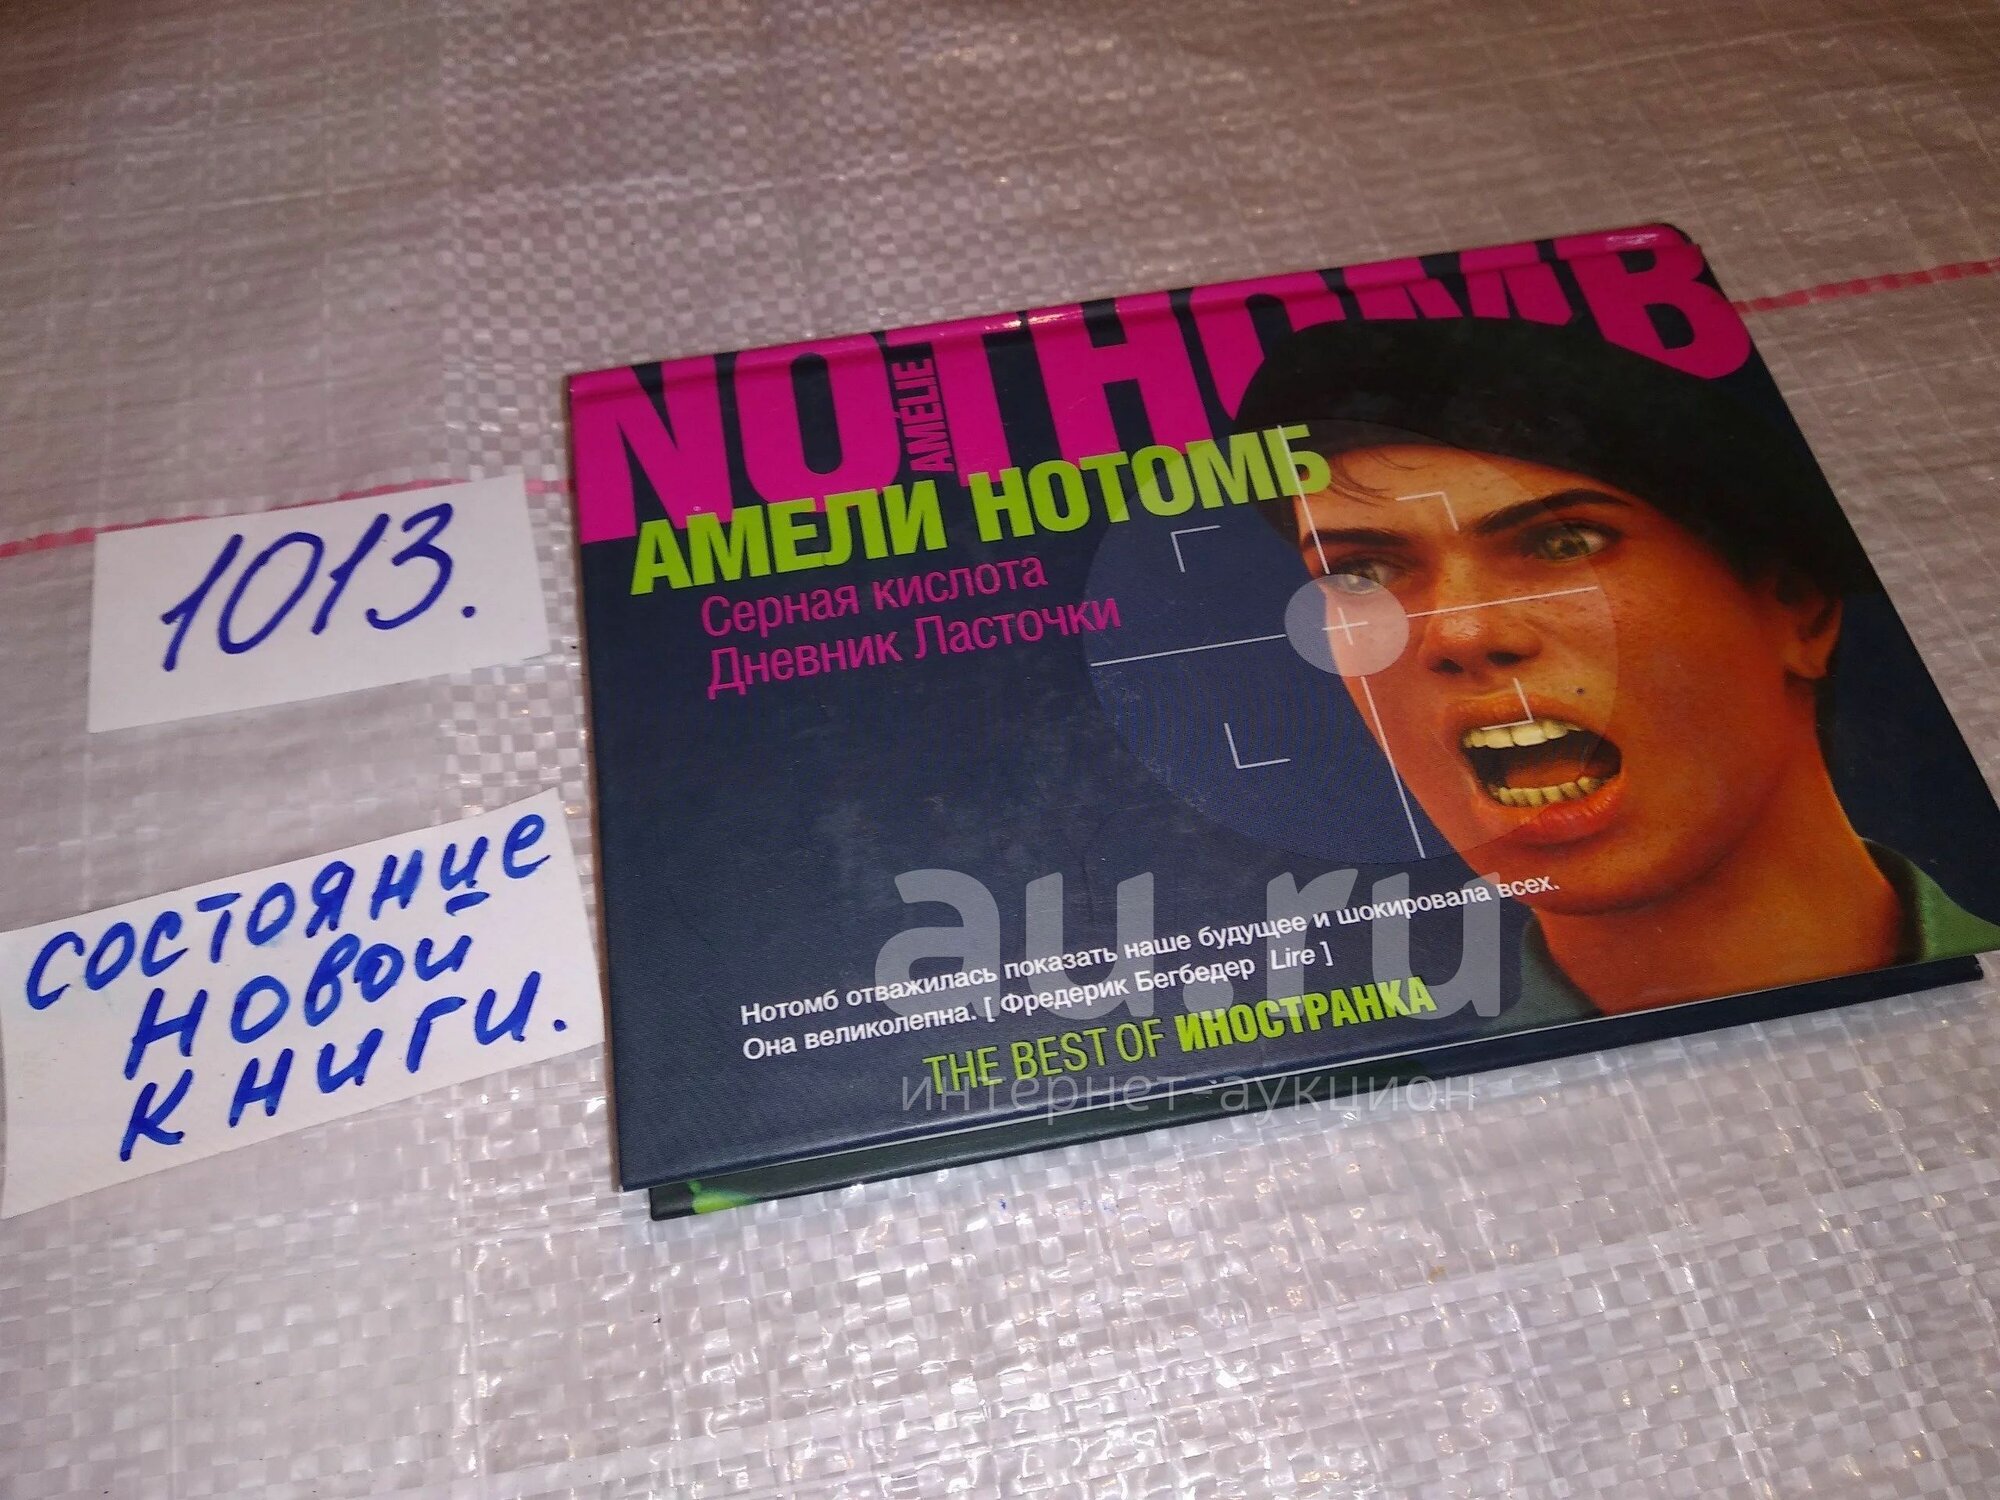 1013.
состояние
новой
книги.
NOTHOMB
AMÉLIE
АМЕЛИ НОТОМБ
Серная кислота
Дневник Ласточки
Нотомб отважилась показать наше будущее и шокировала всех.
Она великолепна. [ Фредерик Бегбедер Lire ]
THE BEST OF ИНОСТРАНКА
au.ru
интернет-аукцион